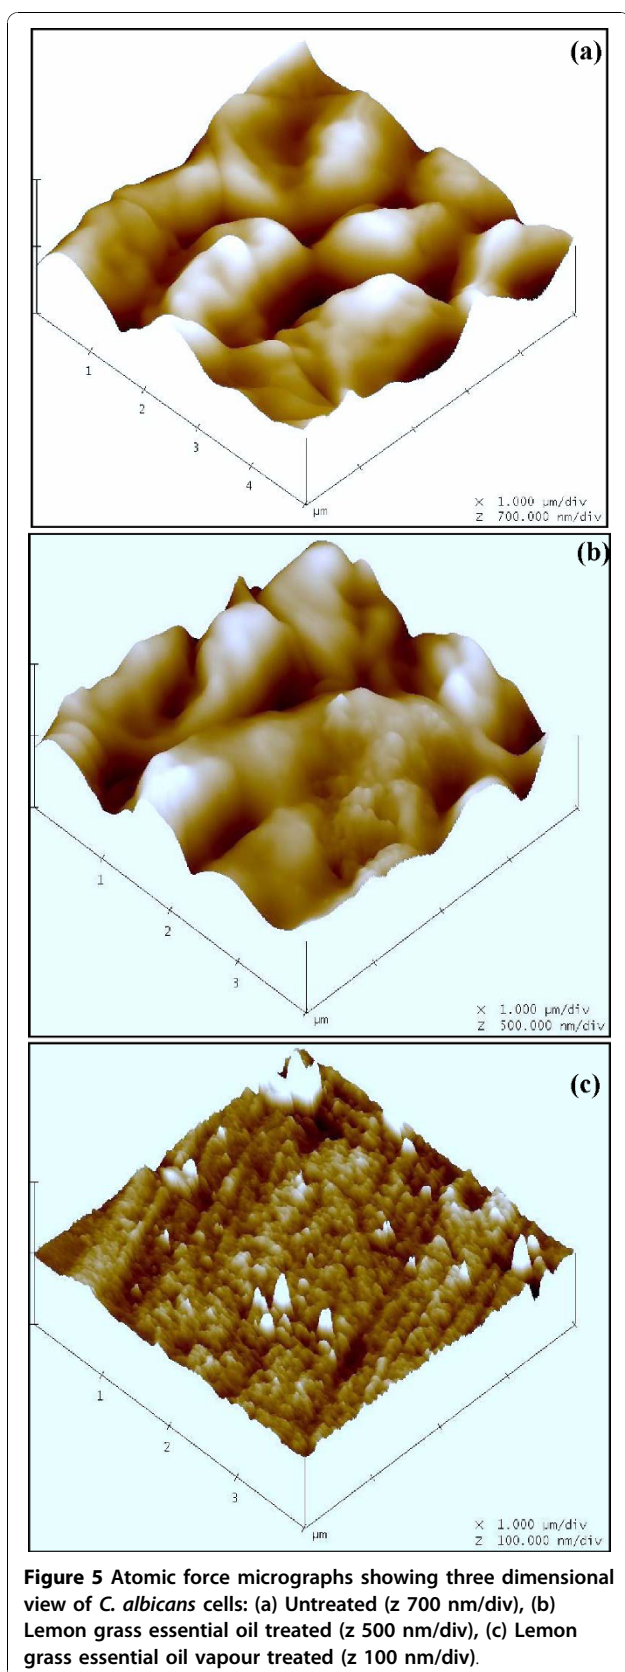 (a)
1
2
3
4
µm
X 1.000 µm/div
Z 700.000 nm/div
(b)
1
2
3
µm
X 1.000 µm/div
Z 500.000 nm/div
(c)
1
2
3
µm
X 1.000 µm/div
Z 100.000 nm/div
Figure 5 Atomic force micrographs showing three dimensional
view of C. albicans cells: (a) Untreated (z 700 nm/div), (b)
Lemon grass essential oil treated (z 500 nm/div), (c) Lemon
grass essential oil vapour treated (z 100 nm/div).